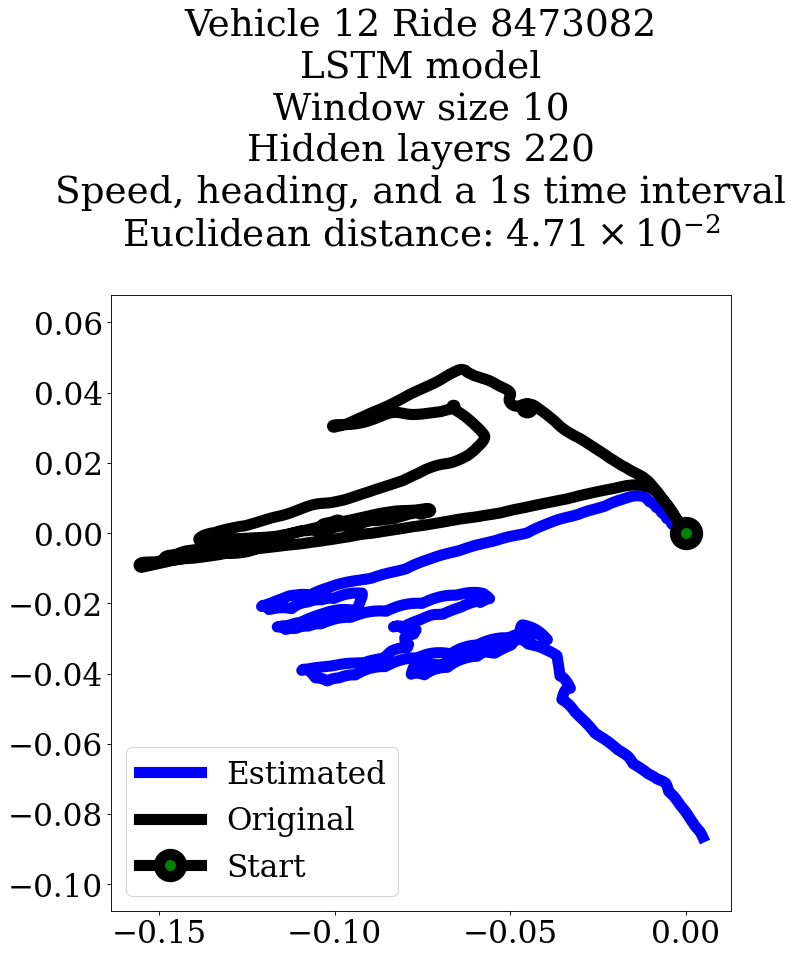 Vehicle 12 Ride 8473082
LSTM model
Window size 10
Hidden layers 220
Speed, heading, and a 1s time interval
Euclidean distance: 4.71 × 10⁻²
0.06
0.04
0.02
0.00
−0.02
−0.04
−0.06
−0.08
−0.10
Estimated
Original
Start
−0.15
−0.10
−0.05
0.00